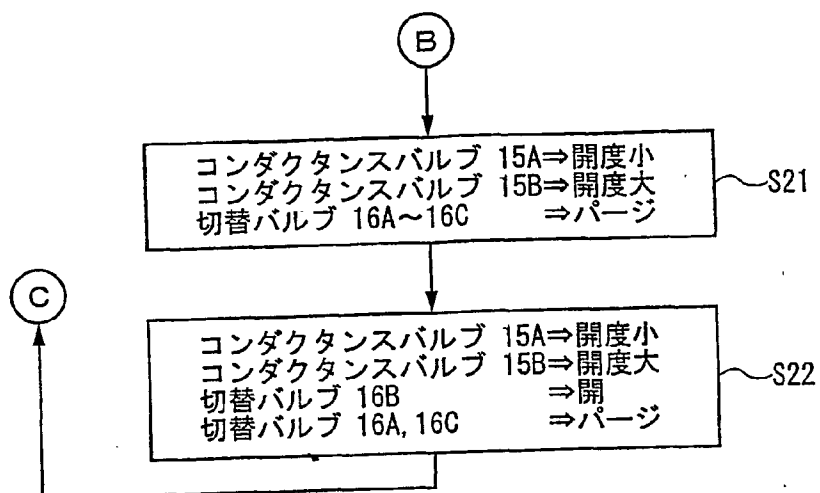 B
コンダクタンスバルブ 15A⇒開度小
コンダクタンスバルブ 15B⇒開度大
切替バルブ 16A～16C ⇒パージ
S21
C
コンダクタンスバルブ 15A⇒開度小
コンダクタンスバルブ 15B⇒開度大
切替バルブ 16B ⇒開
切替バルブ 16A,16C ⇒パージ
S22